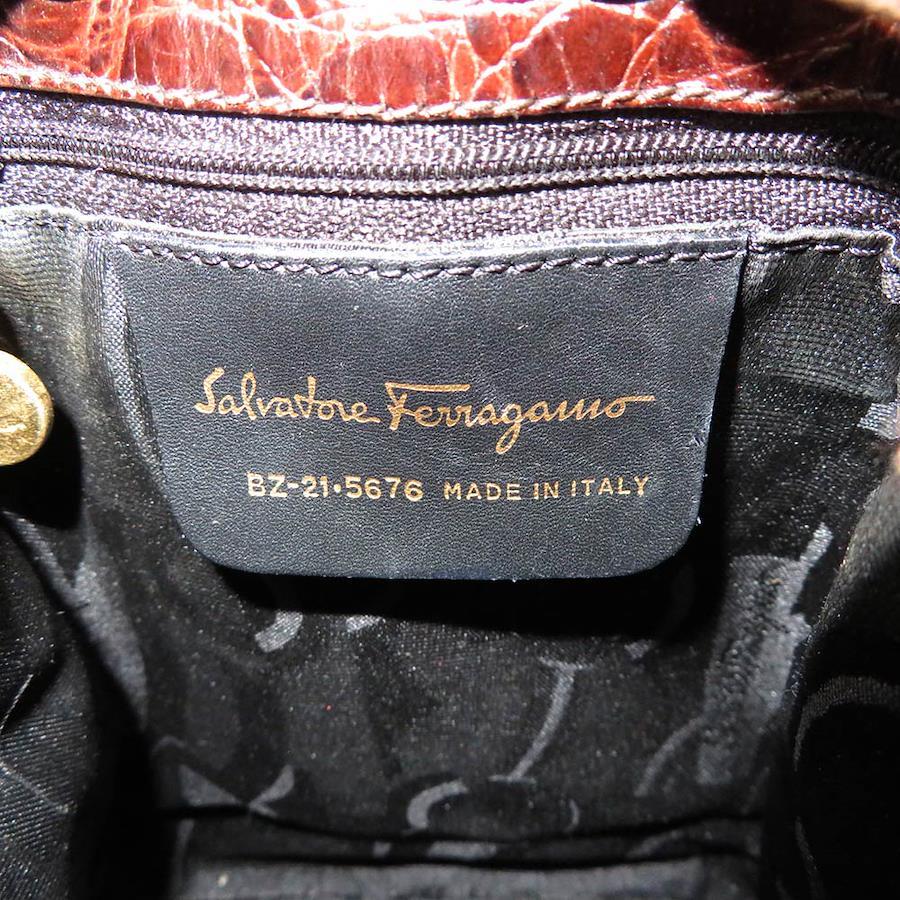 Salvatore Ferragamo
BZ-21·5676 MADE IN ITALY